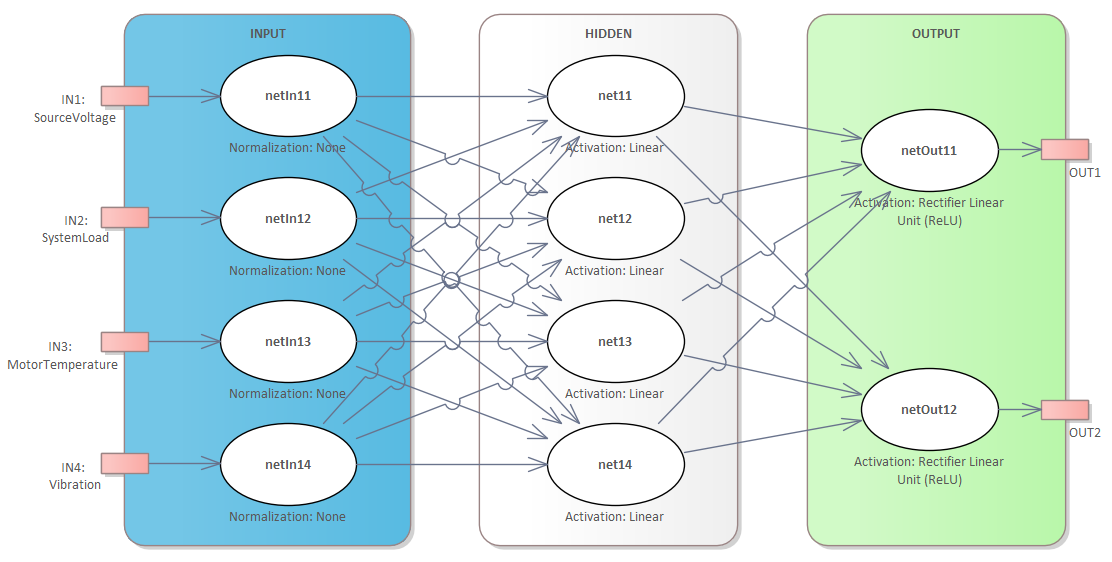 INPUT
HIDDEN
OUTPUT
IN1:
SourceVoltage
netIn11
Normalization: None
IN2:
SystemLoad
netIn12
Normalization: None
IN3:
MotorTemperature
netIn13
Normalization: None
IN4:
Vibration
netIn14
Normalization: None
net11
Activation: Linear
net12
Activation: Linear
net13
Activation: Linear
net14
Activation: Linear
netOut11
Activation: Rectifier Linear
Unit (ReLU)
OUT1
netOut12
Activation: Rectifier Linear
Unit (ReLU)
OUT2